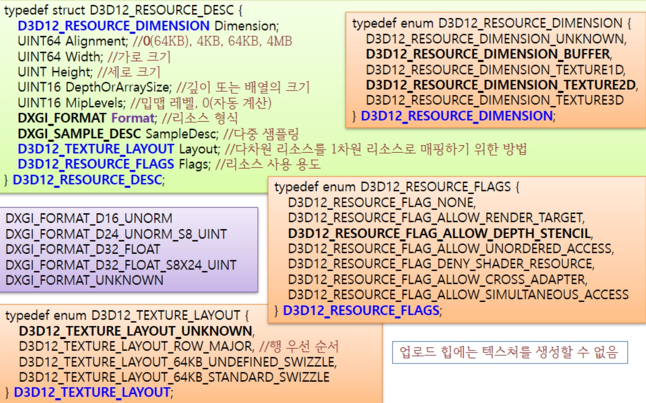 typedef struct D3D12_RESOURCE_DESC {
D3D12_RESOURCE_DIMENSION Dimension;
UINT64 Alignment; //0(64KB), 4KB, 64KB, 4MB
UINT64 Width; //가로 크기
UINT Height; //세로 크기
UINT16 DepthOrArraySize; //깊이 또는 배열의 크기
UINT16 MipLevels; //밉맵 레벨, 0(자동 계산)
DXGI_FORMAT Format; //리소스 형식
DXGI_SAMPLE_DESC SampleDesc; //다중 샘플링
D3D12_TEXTURE_LAYOUT Layout; //다차원 리소스를 1차원 리소스로 매핑하기 위한 방법
D3D12_RESOURCE_FLAGS Flags; //리소스 사용 용도
} D3D12_RESOURCE_DESC;
typedef enum D3D12_RESOURCE_DIMENSION {
D3D12_RESOURCE_DIMENSION_UNKNOWN,
D3D12_RESOURCE_DIMENSION_BUFFER,
D3D12_RESOURCE_DIMENSION_TEXTURE1D,
D3D12_RESOURCE_DIMENSION_TEXTURE2D,
D3D12_RESOURCE_DIMENSION_TEXTURE3D
} D3D12_RESOURCE_DIMENSION;
typedef enum D3D12_RESOURCE_FLAGS {
D3D12_RESOURCE_FLAG_NONE,
D3D12_RESOURCE_FLAG_ALLOW_RENDER_TARGET,
D3D12_RESOURCE_FLAG_ALLOW_DEPTH_STENCIL,
D3D12_RESOURCE_FLAG_ALLOW_UNORDERED_ACCESS,
D3D12_RESOURCE_FLAG_DENY_SHADER_RESOURCE,
D3D12_RESOURCE_FLAG_ALLOW_CROSS_ADAPTER,
D3D12_RESOURCE_FLAG_ALLOW_SIMULTANEOUS_ACCESS
} D3D12_RESOURCE_FLAGS;
DXGI_FORMAT_D16_UNORM
DXGI_FORMAT_D24_UNORM_S8_UINT
DXGI_FORMAT_D32_FLOAT
DXGI_FORMAT_D32_FLOAT_S8X24_UINT
DXGI_FORMAT_UNKNOWN
typedef enum D3D12_TEXTURE_LAYOUT {
D3D12_TEXTURE_LAYOUT_UNKNOWN,
D3D12_TEXTURE_LAYOUT_ROW_MAJOR, //행 우선 순서
D3D12_TEXTURE_LAYOUT_64KB_UNDEFINED_SWIZZLE,
D3D12_TEXTURE_LAYOUT_64KB_STANDARD_SWIZZLE
} D3D12_TEXTURE_LAYOUT;
업로드 힙에는 텍스쳐를 생성할 수 없음